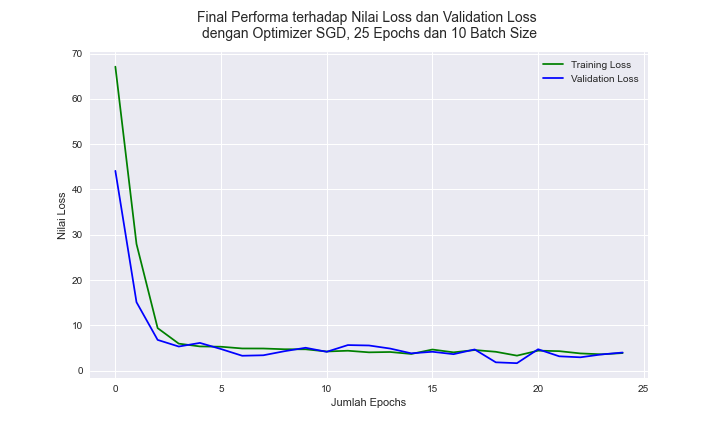 Final Performa terhadap Nilai Loss dan Validation Loss
dengan Optimizer SGD, 25 Epochs dan 10 Batch Size
Training Loss
Validation Loss
Nilai Loss
70
60
50
40
30
20
10
0
0
5
10
15
20
25
Jumlah Epochs